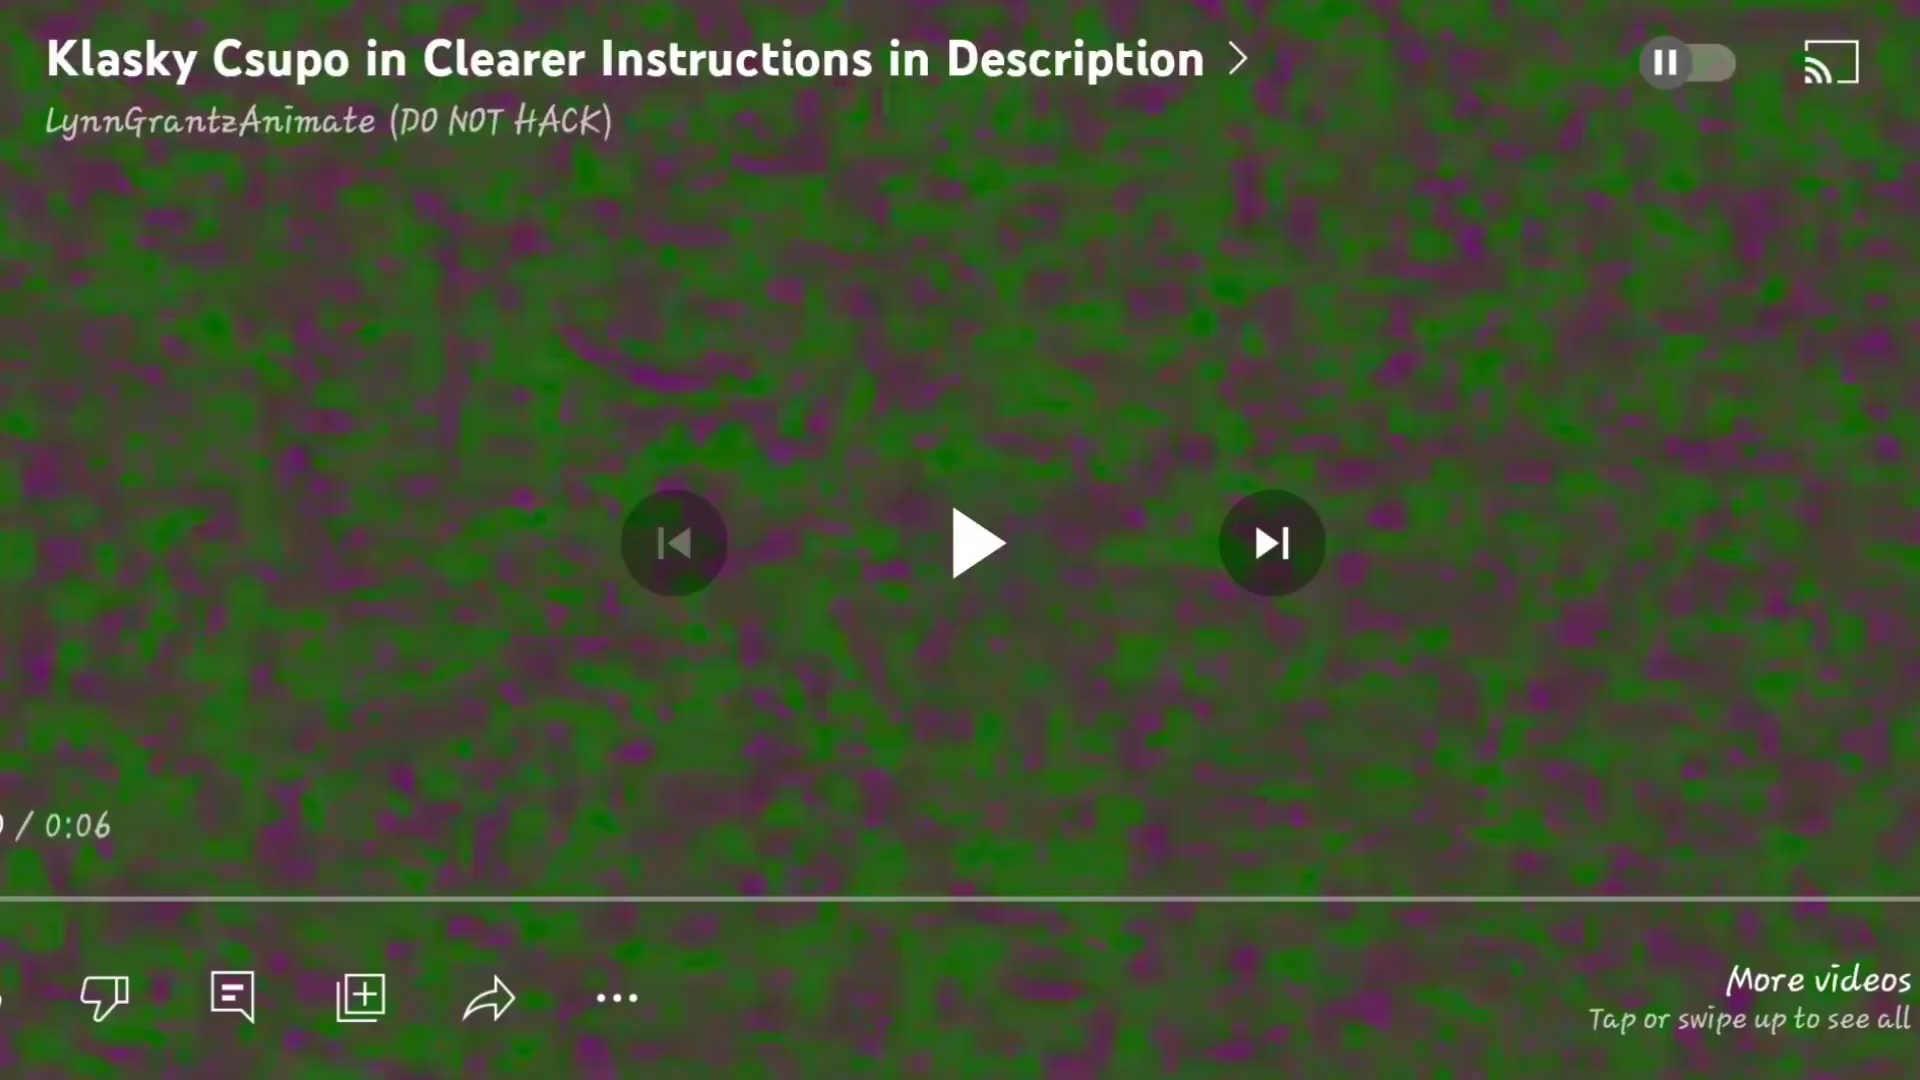 Klasky Csupo in Clearer Instructions in Description
LynnGrantzAnimate (DO NOT HACK)
/ 0:06
More videos
Tap or swipe up to see all